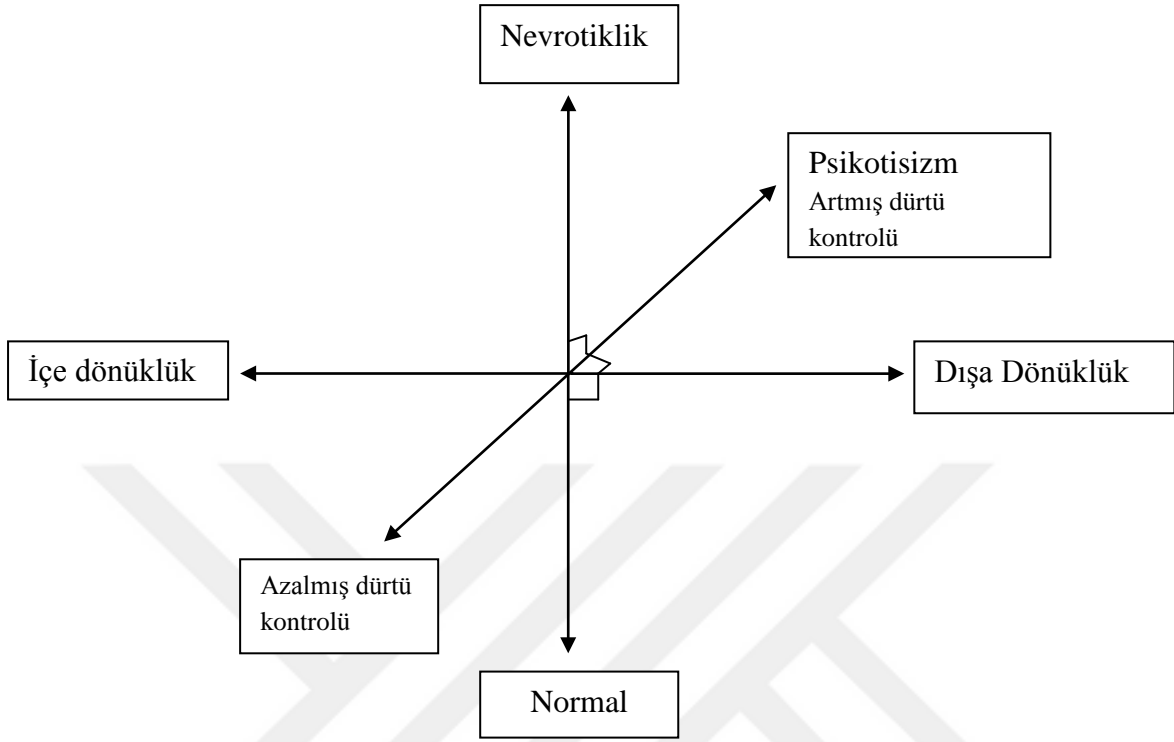 Nevrotiklik
Psikotisizm
Artmış dürtü
kontrolü
İçe dönüklük
Dışa Dönüklük
Azalmış dürtü
kontrolü
Normal